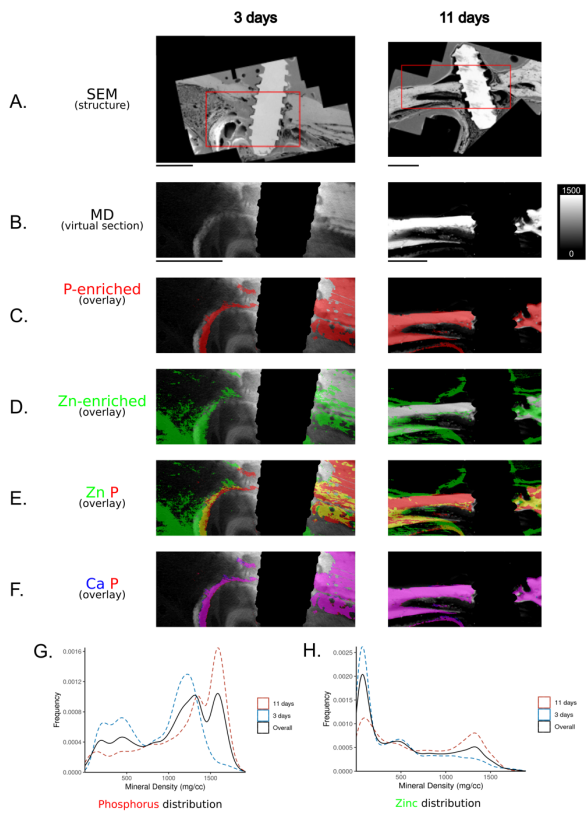 3 days 11 days
A. SEM
(structure)
B. MD
(virtual section)
1500
0
C. P-enriched
(overlay)
D. Zn-enriched
(overlay)
E. Zn P
(overlay)
F. Ca P
(overlay)
G.
Frequency
0.0016
0.0012
0.0008
0.0004
0.0000
500 1000 1500
Mineral Density (mg/cc)
11 days
3 days
Overall
Phosphorus distribution
H.
Frequency
0.0025
0.0020
0.0015
0.0010
0.0005
0.0000
0 500 1000 1500
Mineral Density (mg/cc)
11 days
3 days
Overall
Zinc distribution